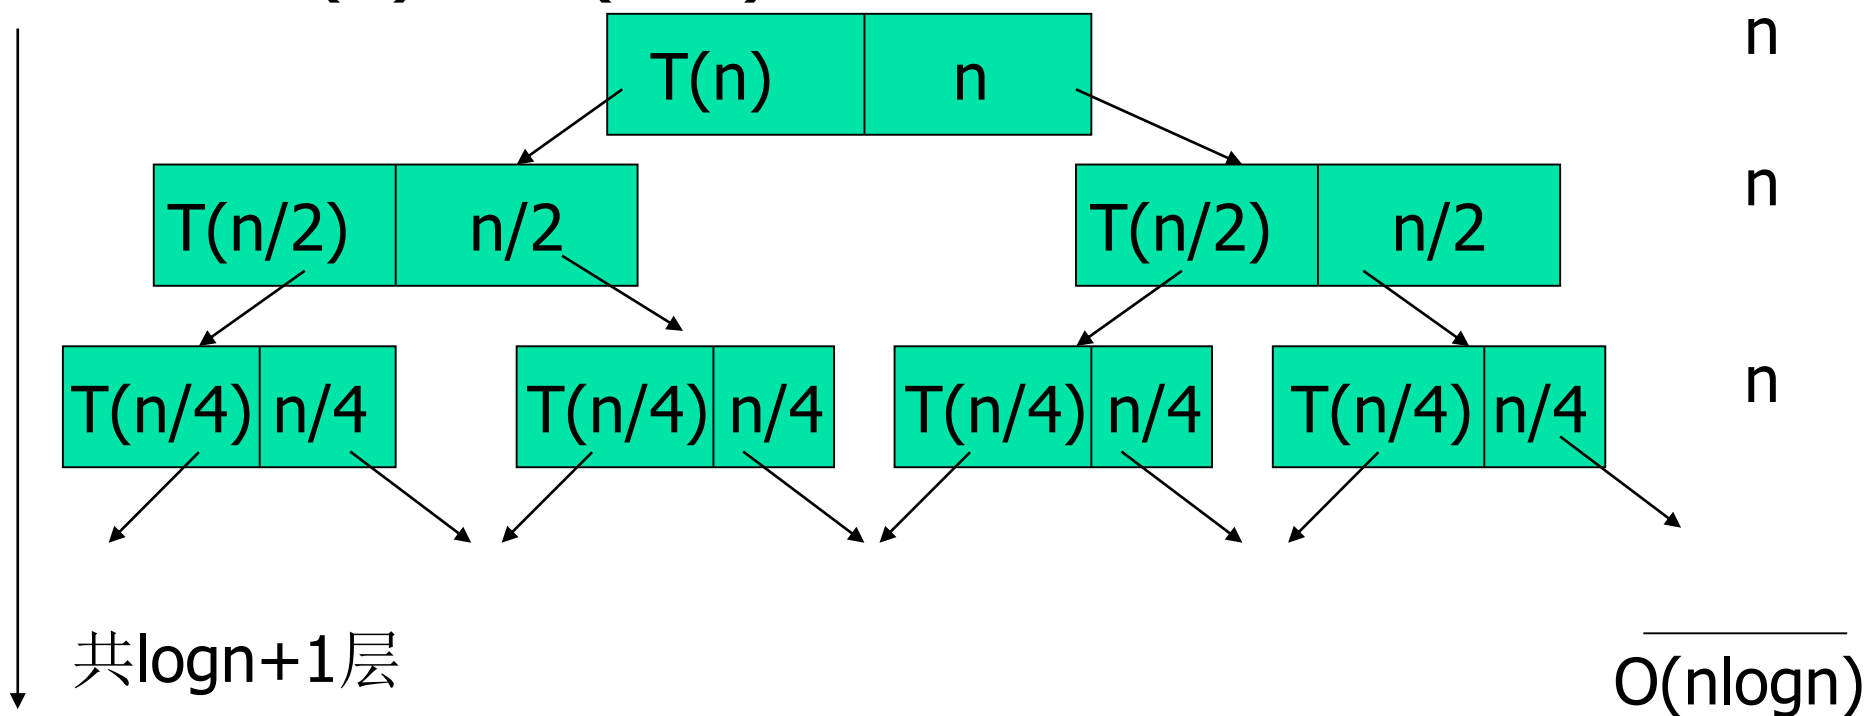 T(n) n n
T(n/2) n/2 T(n/2) n/2 n
T(n/4) n/4 T(n/4) n/4 T(n/4) n/4 T(n/4) n/4 n
共logn+1层 O(nlogn)